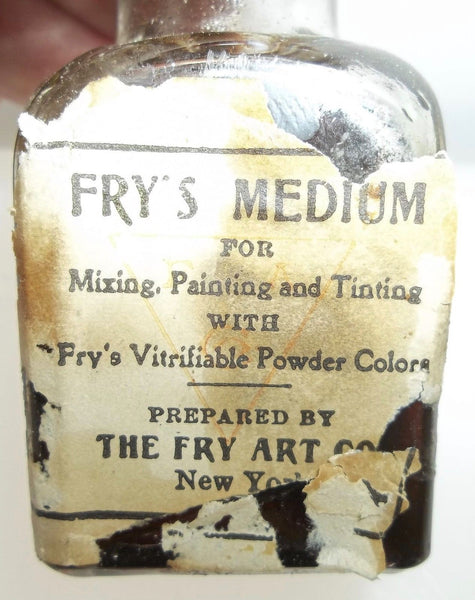 FRY'S MEDIUM
FOR
Mixing, Painting and Tinting
WITH
Fry's Vitrifiable Powder Colors
PREPARED BY
THE FRY ART CO
New York